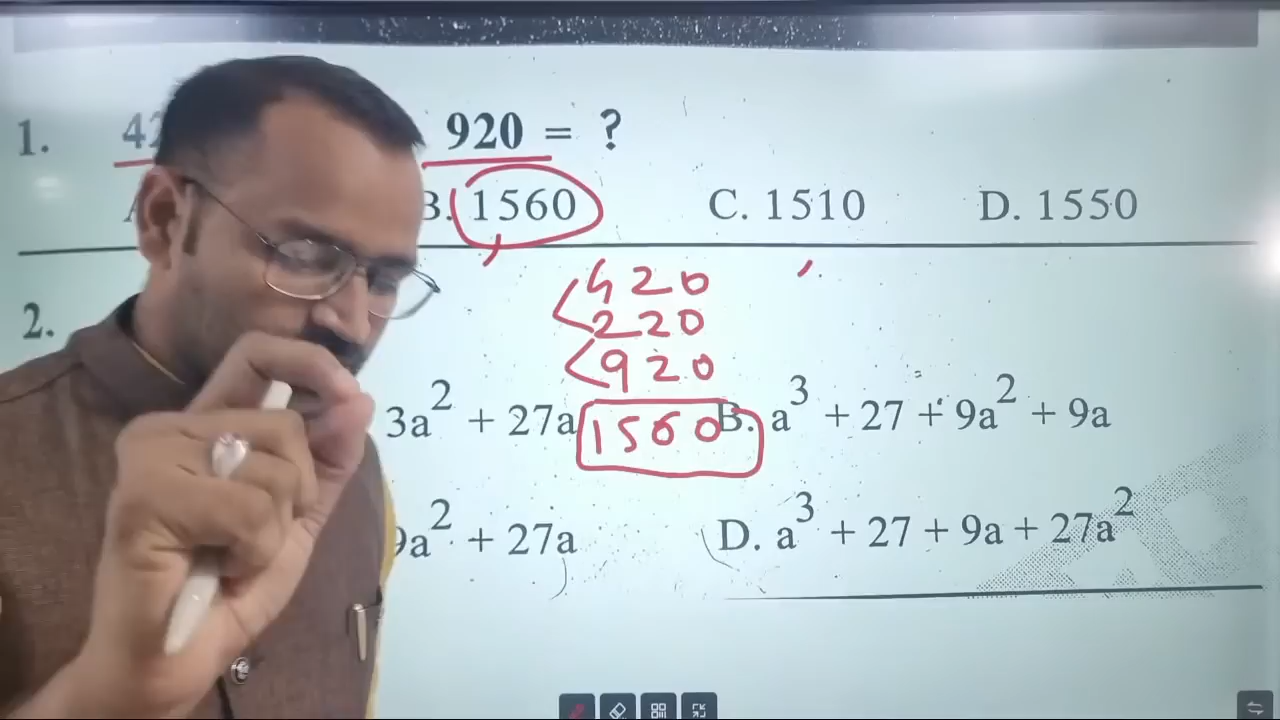 1. 42 920 = ?
B. 1560 C. 1510 D. 1550
420
2. 220
920
3a² + 27a 1560 B. a³ + 27 + 9a² + 9a
9a² + 27a D. a³ + 27 + 9a + 27a²